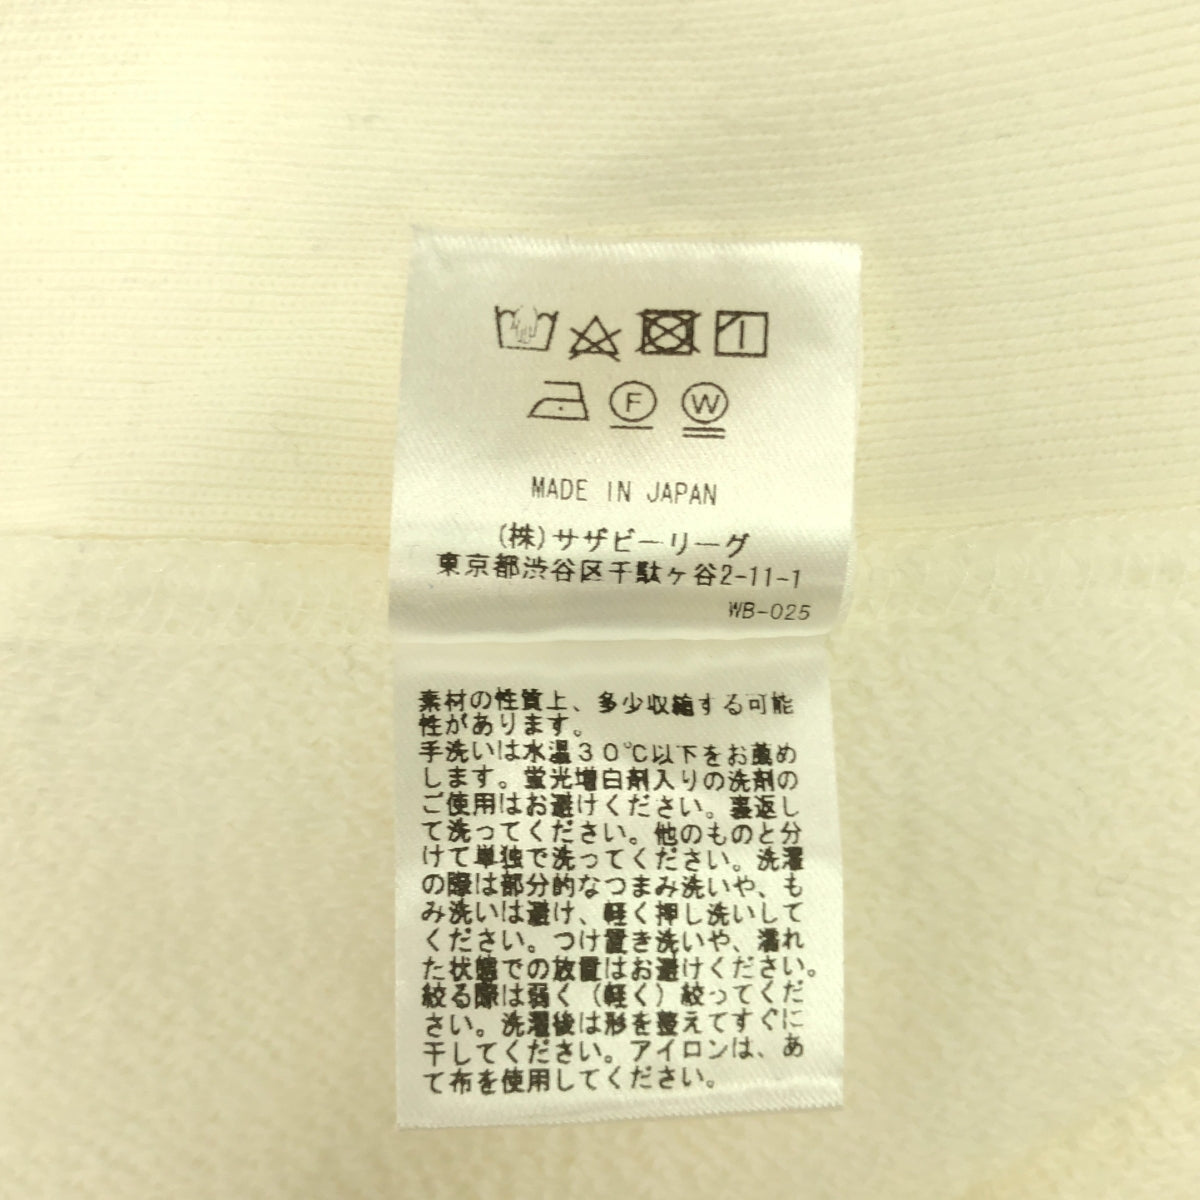 F W
MADE IN JAPAN
(株)サザビーリーグ
東京都渋谷区千駄ヶ谷2-11-1
WB-025
素材の性質上、多少収縮する可能
性があります。
手洗いは水温30℃以下をお薦め
します。蛍光増白剤入りの洗剤の
ご使用はお避けください。裏返し
て洗ってください。他のものと分
けて単独で洗ってください。洗濯
の際は部分的なつまみ洗いや、も
み洗いは避け、軽く押し洗いして
ください。つけ置き洗いや、濡れ
た状態での放置はお避けください。
絞る際は弱く（軽く）絞ってくだ
さい。洗濯後は形を整えてすぐに
干してください。アイロンは、あ
て布を使用してください。